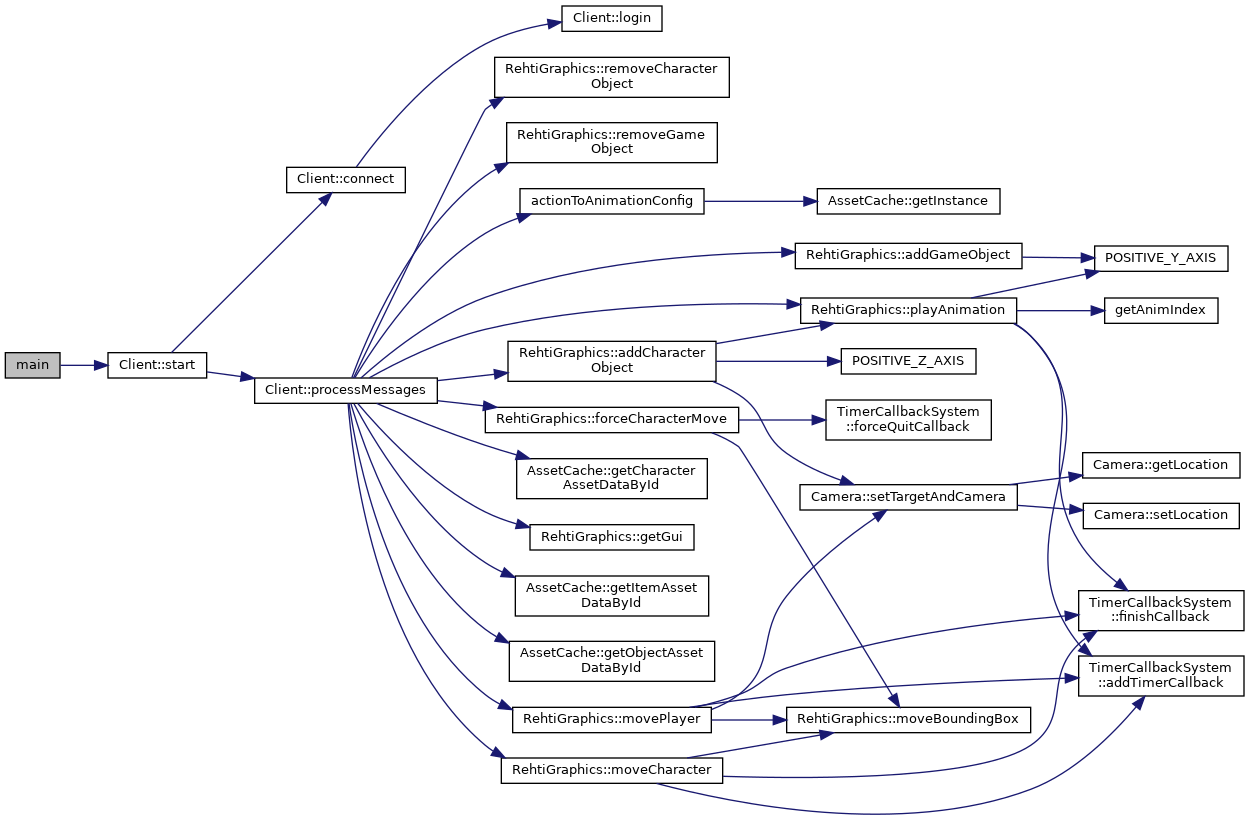 main
Client::start
Client::connect
Client::login
Client::processMessages
RehtiGraphics::removeCharacter
Object
RehtiGraphics::removeGame
Object
actionToAnimationConfig
AssetCache::getInstance
RehtiGraphics::addGameObject
POSITIVE_Y_AXIS
RehtiGraphics::playAnimation
getAnimIndex
RehtiGraphics::addCharacter
Object
POSITIVE_Z_AXIS
RehtiGraphics::forceCharacterMove
TimerCallbackSystem
::forceQuitCallback
AssetCache::getCharacter
AssetDataById
Camera::setTargetAndCamera
Camera::getLocation
Camera::setLocation
RehtiGraphics::getGui
AssetCache::getItemAsset
DataById
TimerCallbackSystem
::finishCallback
AssetCache::getObjectAsset
DataById
TimerCallbackSystem
::addTimerCallback
RehtiGraphics::movePlayer
RehtiGraphics::moveBoundingBox
RehtiGraphics::moveCharacter